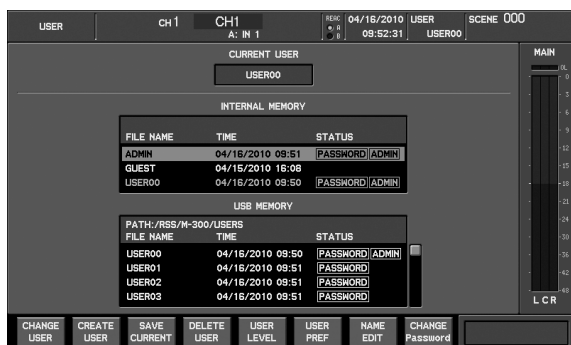 USER CH 1 CH1 REAC 04/16/2010 USER SCENE 000
A: IN 1 A B 09:52:31 USER00
CURRENT USER MAIN
USER00 OL
0
INTERNAL MEMORY 3
6
FILE NAME TIME STATUS 9
ADMIN 04/16/2010 09:51 PASSWORD ADMIN 12
GUEST 04/15/2010 16:08 15
USER00 04/16/2010 09:50 PASSWORD ADMIN 18
USB MEMORY 21
PATH:/RSS/M-300/USERS 24
FILE NAME TIME STATUS 30
USER00 04/16/2010 09:50 PASSWORD ADMIN 36
USER01 04/16/2010 09:51 PASSWORD 42
USER02 04/16/2010 09:51 PASSWORD
USER03 04/16/2010 09:51 PASSWORD
L C R
CHANGE USER CREATE USER SAVE CURRENT DELETE USER USER LEVEL USER PREF NAME EDIT CHANGE Password